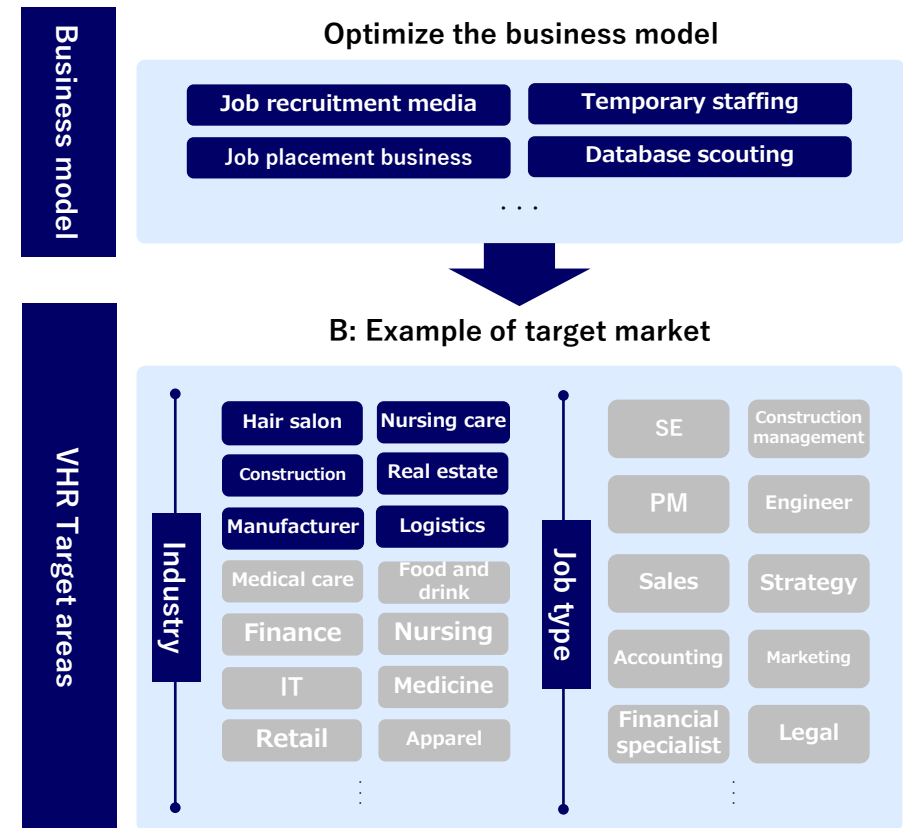 Business model
Optimize the business model
Job recruitment media
Temporary staffing
Job placement business
Database scouting
. . .
VHR Target areas
B: Example of target market
Industry
Hair salon
Nursing care
Construction
Real estate
Manufacturer
Logistics
Medical care
Food and
drink
Finance
Nursing
IT
Medicine
Retail
Apparel
...
Job type
SE
Construction
management
PM
Engineer
Sales
Strategy
Accounting
Marketing
Financial
specialist
Legal
...